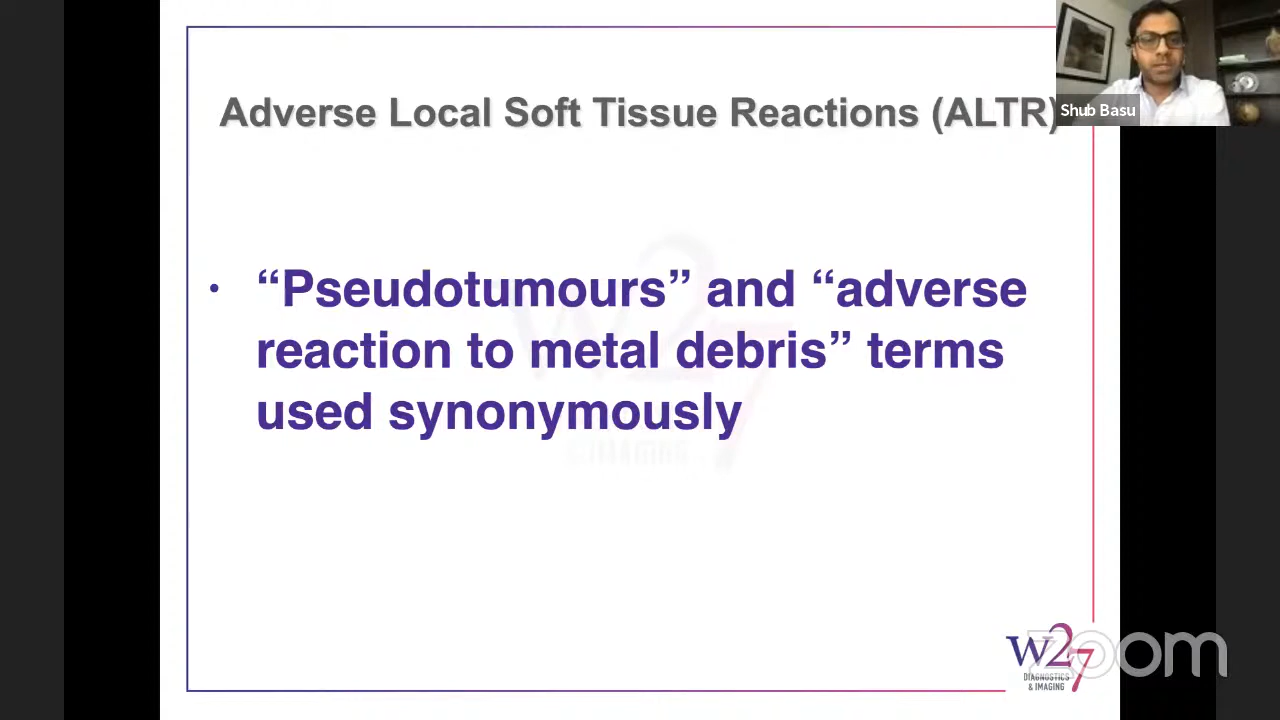 Adverse Local Soft Tissue Reactions (ALTR)
Shub Basu
• “Pseudotumours” and “adverse
reaction to metal debris” terms
used synonymously
W27
DIAGNOSTICS
& IMAGING
zoom